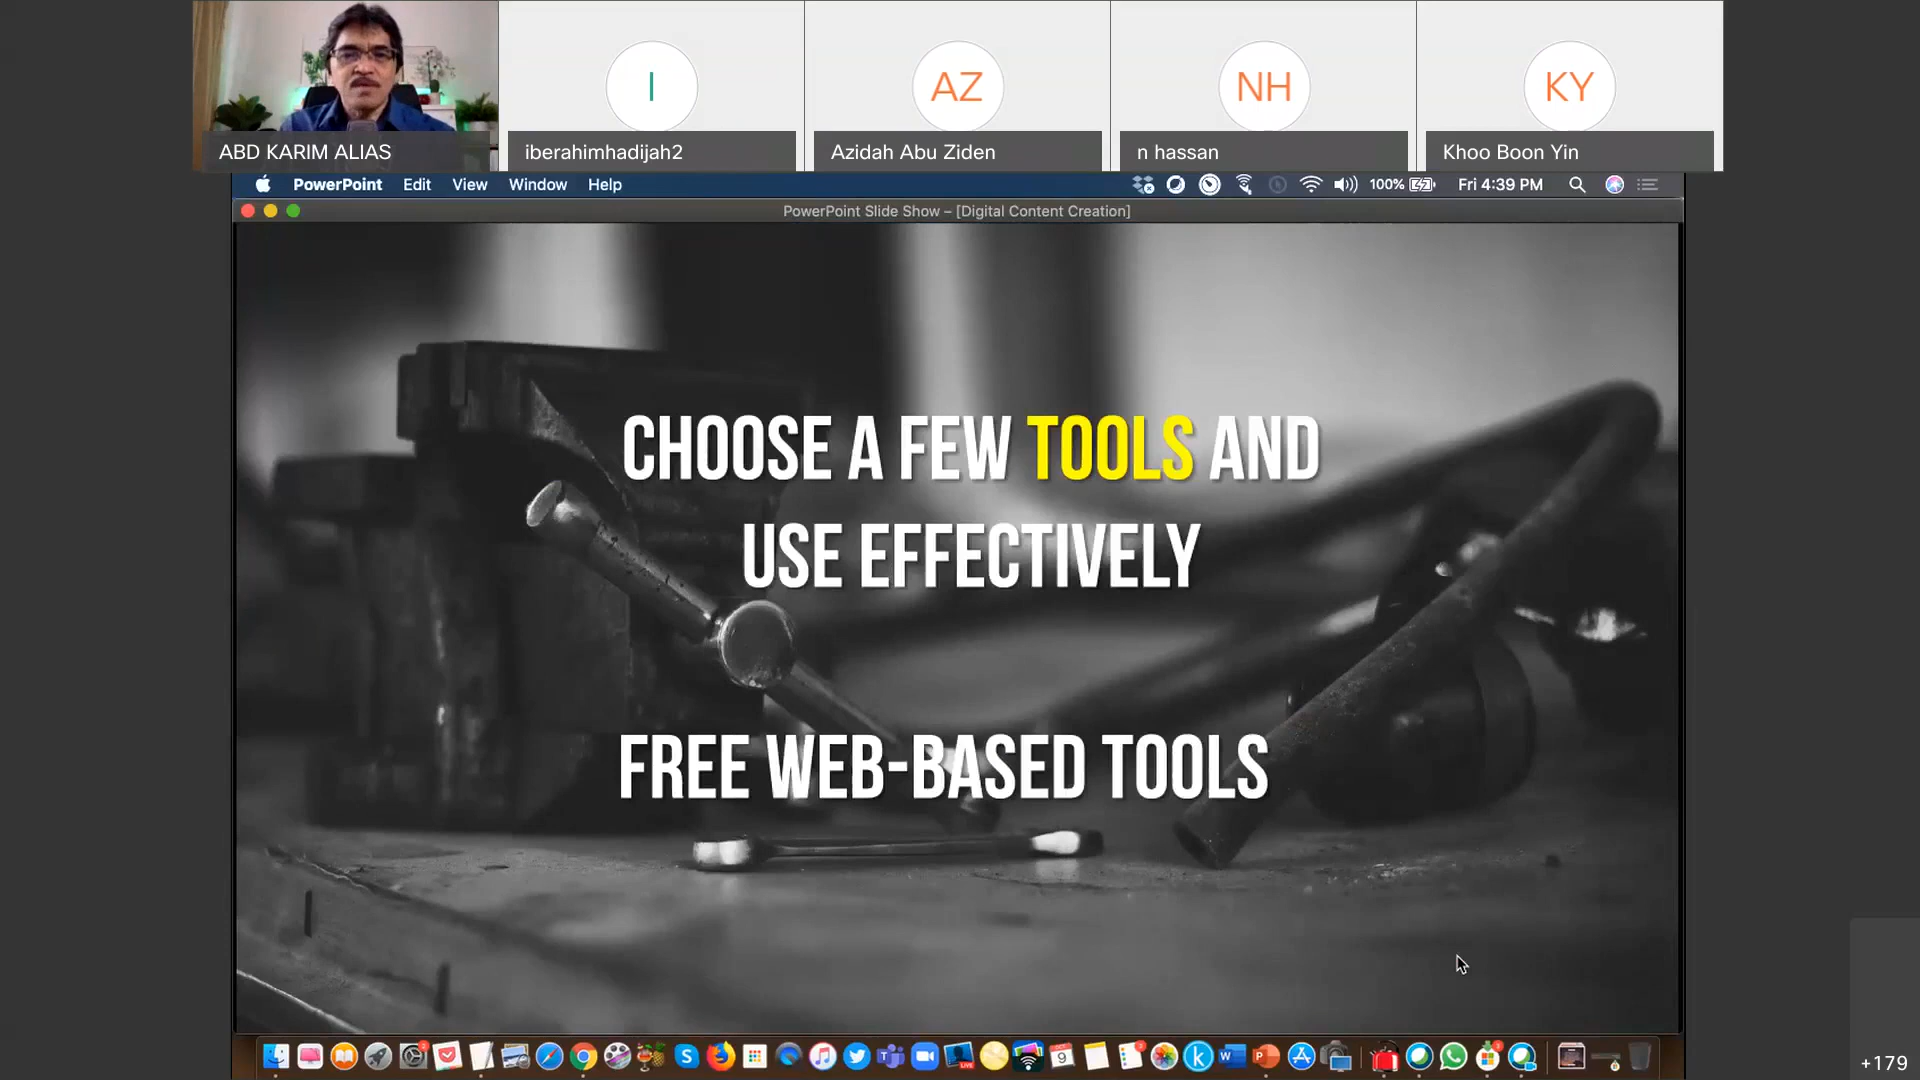 I
AZ
NH
KY
ABD KARIM ALIAS
iberahimhadijah2
Azidah Abu Ziden
n hassan
Khoo Boon Yin
PowerPoint Edit View Window Help 100% Fri 4:39 PM
PowerPoint Slide Show – [Digital Content Creation]
CHOOSE A FEW TOOLS AND
USE EFFECTIVELY
FREE WEB-BASED TOOLS
+179